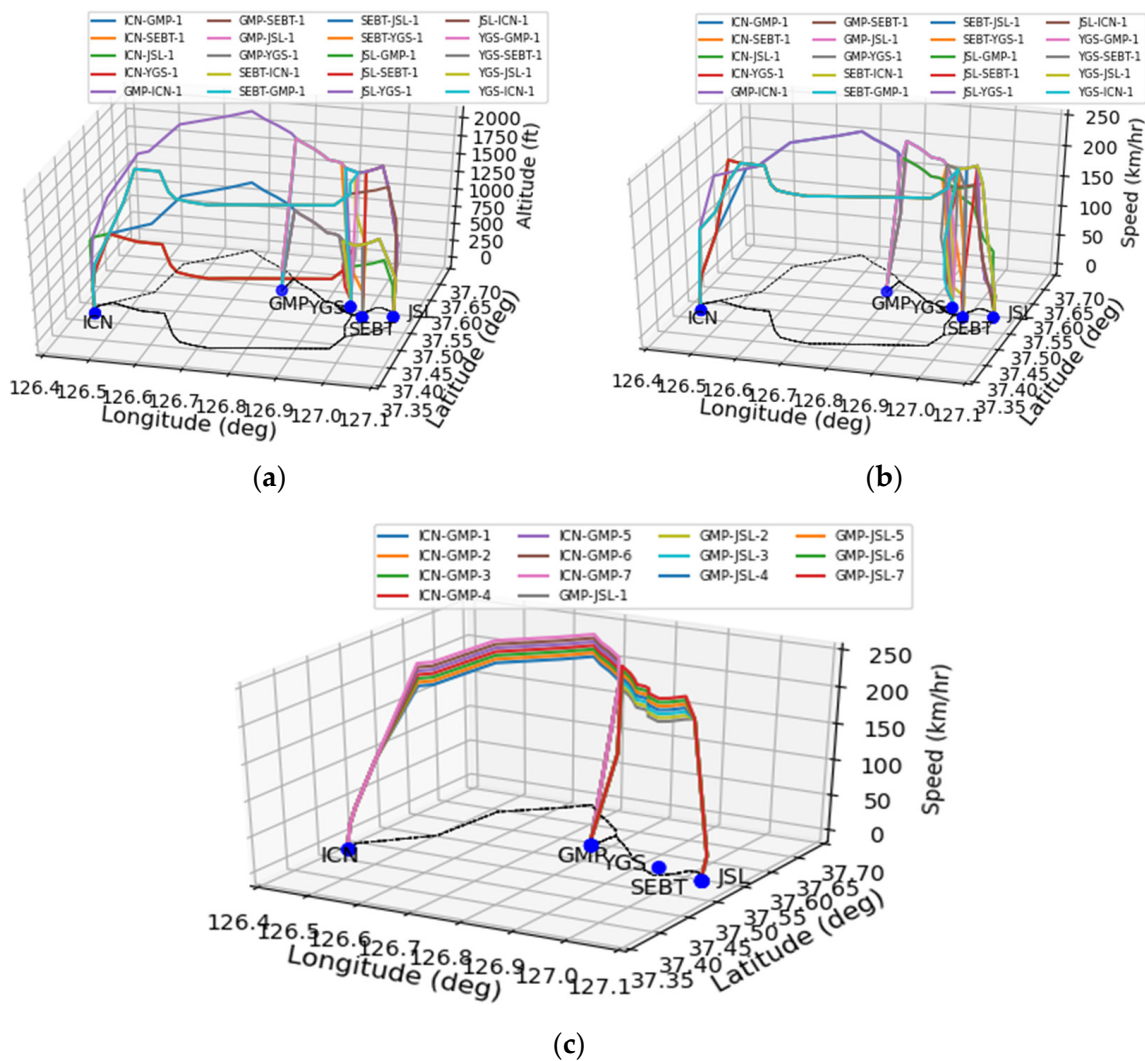 ICN-GMP-1 GMP-SEBT-1 SEBT-JSL-1 JSL-ICN-1
ICN-SEBT-1 GMP-JSL-1 SEBT-YGS-1 YGS-GMP-1
ICN-JSL-1 GMP-YGS-1 JSL-GMP-1 YGS-SEBT-1
ICN-YGS-1 SEBT-ICN-1 JSL-SEBT-1 YGS-JSL-1
GMP-ICN-1 SEBT-GMP-1 JSL-YGS-1 YGS-ICN-1
2000
1750
1500
1250
1000
750
500
250
0
Altitude (ft)
ICN
GMP
YGS
SEBT
JSL
37.70
37.65
37.60
37.55
37.50
37.45
37.40
37.35
Latitude (deg)
126.4 126.5 126.6 126.7 126.8 126.9 127.0 127.1
Longitude (deg)
(a)
ICN-GMP-1 GMP-SEBT-1 SEBT-JSL-1 JSL-ICN-1
ICN-SEBT-1 GMP-JSL-1 SEBT-YGS-1 YGS-GMP-1
ICN-JSL-1 GMP-YGS-1 JSL-GMP-1 YGS-SEBT-1
ICN-YGS-1 SEBT-ICN-1 JSL-SEBT-1 YGS-JSL-1
GMP-ICN-1 SEBT-GMP-1 JSL-YGS-1 YGS-ICN-1
250
200
150
100
50
0
Speed (km/hr)
ICN
GMP
YGS
SEBT
JSL
37.70
37.65
37.60
37.55
37.50
37.45
37.40
37.35
Latitude (deg)
126.4 126.5 126.6 126.7 126.8 126.9 127.0 127.1
Longitude (deg)
(b)
ICN-GMP-1 ICN-GMP-5 GMP-JSL-2 GMP-JSL-5
ICN-GMP-2 ICN-GMP-6 GMP-JSL-3 GMP-JSL-6
ICN-GMP-3 ICN-GMP-7 GMP-JSL-4 GMP-JSL-7
ICN-GMP-4 GMP-JSL-1
250
200
150
100
50
0
Speed (km/hr)
ICN
GMP
YGS
SEBT
JSL
37.70
37.65
37.60
37.55
37.50
37.45
37.40
37.35
Latitude (deg)
126.4 126.5 126.6 126.7 126.8 126.9 127.0 127.1
Longitude (deg)
(c)